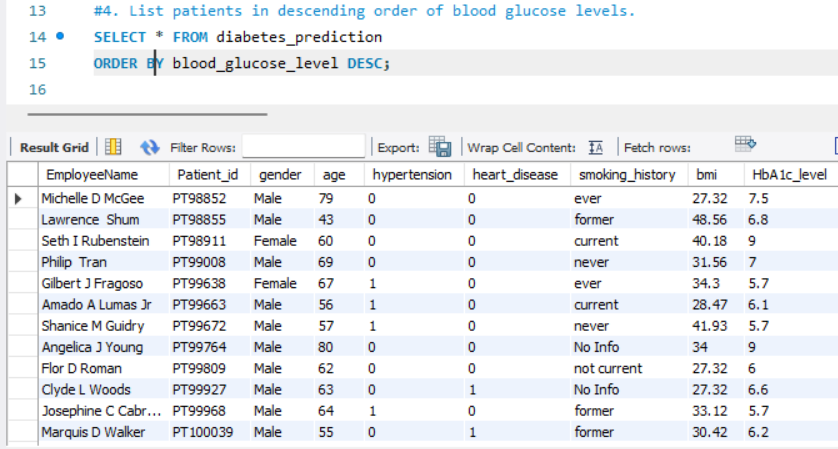 13 #4. List patients in descending order of blood glucose levels.
14 SELECT * FROM diabetes_prediction
15 ORDER BY blood_glucose_level DESC;
16
Result Grid Filter Rows: Export: Wrap Cell Content: IA Fetch rows:
EmployeeName Patient_id gender age hypertension heart_disease smoking_history bmi HbA1c_level
Michelle D McGee PT98852 Male 79 0 0 ever 27.32 7.5
Lawrence Shum PT98855 Male 43 0 0 former 48.56 6.8
Seth I Rubenstein PT98911 Female 60 0 0 current 40.18 9
Philip Tran PT99008 Male 69 0 0 never 31.56 7
Gilbert J Fragoso PT99638 Female 67 1 0 ever 34.3 5.7
Amado A Lumas Jr PT99663 Male 56 1 0 current 28.47 6.1
Shanice M Guidry PT99672 Male 57 1 0 never 41.93 5.7
Angelica J Young PT99764 Male 80 0 0 No Info 34 9
Flor D Roman PT99809 Male 62 0 0 not current 27.32 6
Clyde L Woods PT99927 Male 63 0 1 No Info 27.32 6.6
Josephine C Cabr... PT99968 Male 64 1 0 former 33.12 5.7
Marquis D Walker PT100039 Male 55 0 1 former 30.42 6.2